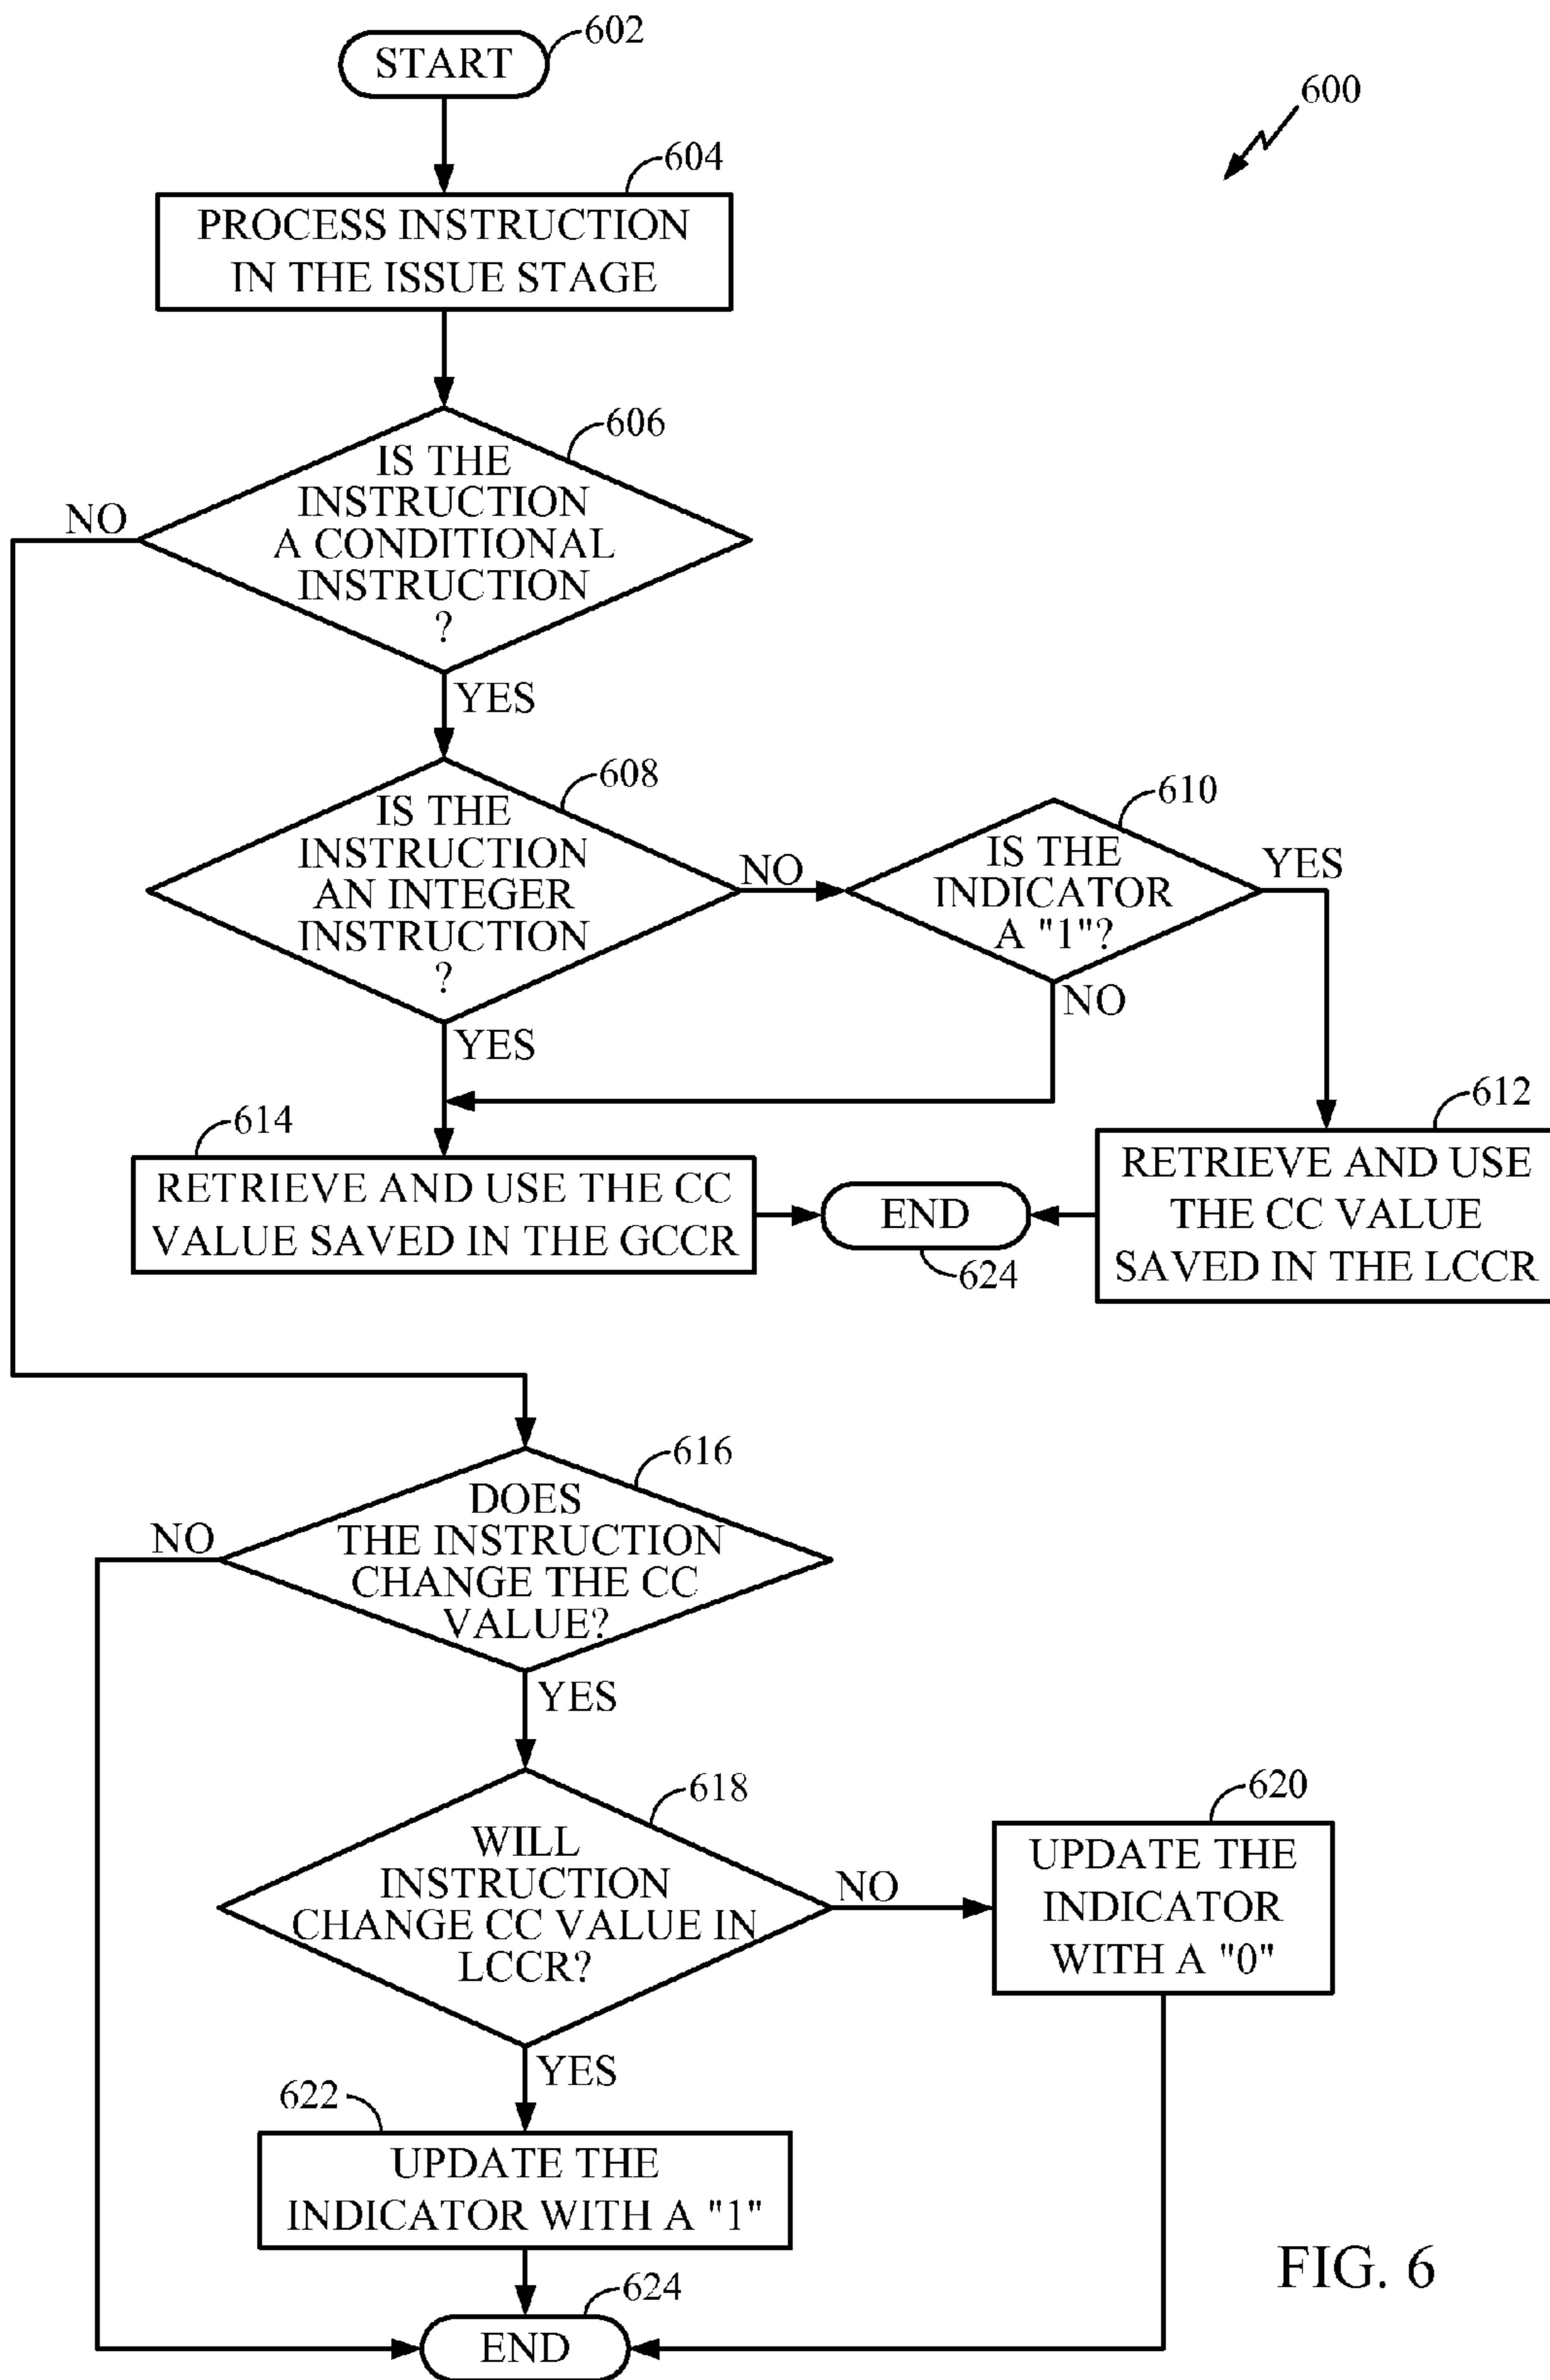 START
602
600
604
PROCESS INSTRUCTION
IN THE ISSUE STAGE
606
IS THE
INSTRUCTION
A CONDITIONAL
INSTRUCTION
?
NO
YES
608
IS THE
INSTRUCTION
AN INTEGER
INSTRUCTION
?
NO
YES
610
IS THE
INDICATOR
A "1"?
YES
NO
614
RETRIEVE AND USE THE CC
VALUE SAVED IN THE GCCR
END
624
612
RETRIEVE AND USE
THE CC VALUE
SAVED IN THE LCCR
616
DOES
THE INSTRUCTION
CHANGE THE CC
VALUE?
NO
YES
618
WILL
INSTRUCTION
CHANGE CC VALUE IN
LCCR?
NO
YES
620
UPDATE THE
INDICATOR
WITH A "0"
622
UPDATE THE
INDICATOR WITH A "1"
624
END
FIG. 6